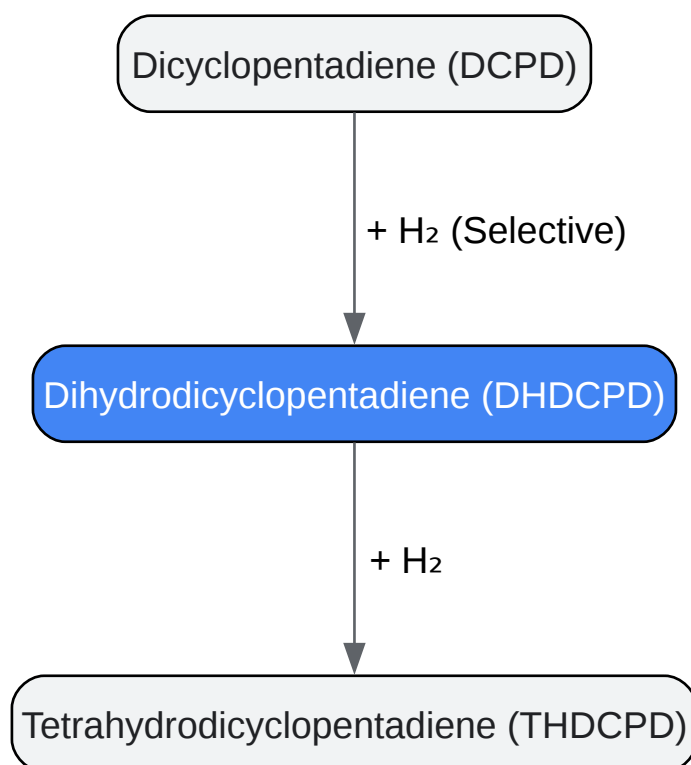 Dicyclopentadiene (DCPD)
+ H₂ (Selective)
Dihydrodicyclopentadiene (DHDCPD)
+ H₂
Tetrahydrodicyclopentadiene (THDCPD)